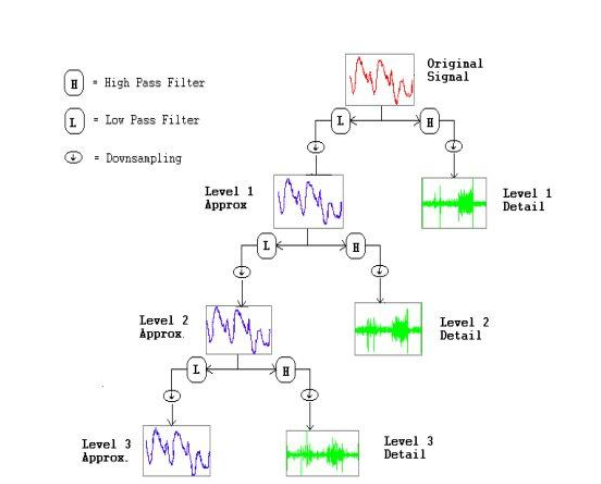 Original
Signal
H = High Pass Filter
L = Low Pass Filter
= Downsampling
L
H
Level 1
Approx
Level 1
Detail
L
H
Level 2
Approx.
Level 2
Detail
L
H
Level 3
Approx.
Level 3
Detail